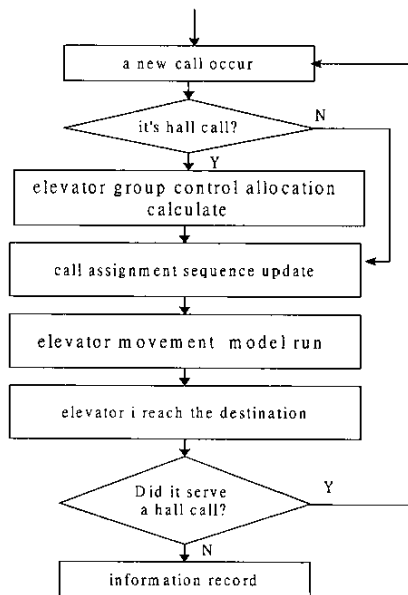 a new call occur
it's hall call?
N
Y
elevator group control allocation
calculate
call assignment sequence update
elevator movement model run
elevator i reach the destination
Did it serve
a hall call?
Y
N
information record